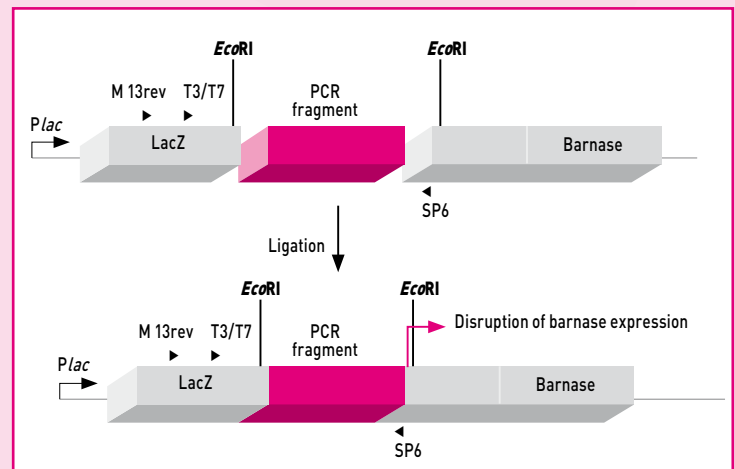 EcoRI EcoRI
M 13rev T3/T7 PCR
fragment
Plac
LacZ Barnase
SP6
Ligation
EcoRI EcoRI
M 13rev T3/T7 PCR
fragment
Disruption of barnase expression
Plac
LacZ Barnase
SP6